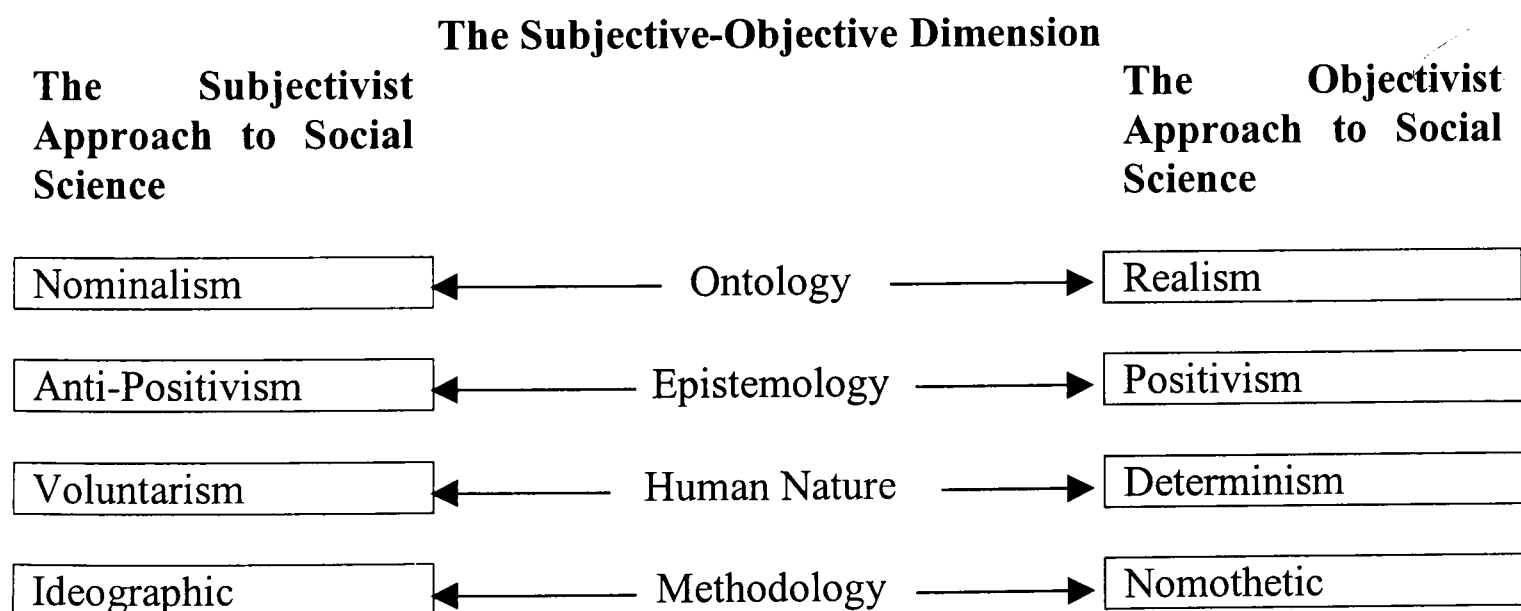 The Subjective-Objective Dimension
The Subjectivist
Approach to Social
Science
The Objectivist
Approach to Social
Science
Nominalism Ontology Realism
Anti-Positivism Epistemology Positivism
Voluntarism Human Nature Determinism
Ideographic Methodology Nomothetic